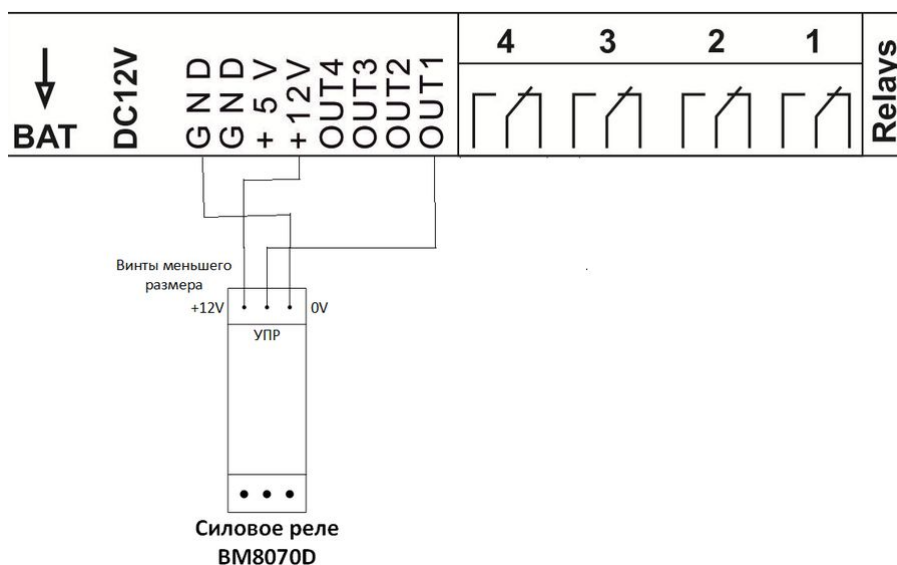 4 3 2 1
BAT
DC12V
GND
GND
+5V
+12V
OUT4
OUT3
OUT2
OUT1
Relays
Винты меньшего
размера
+12V
0V
УПР
Силовое реле
BM8070D